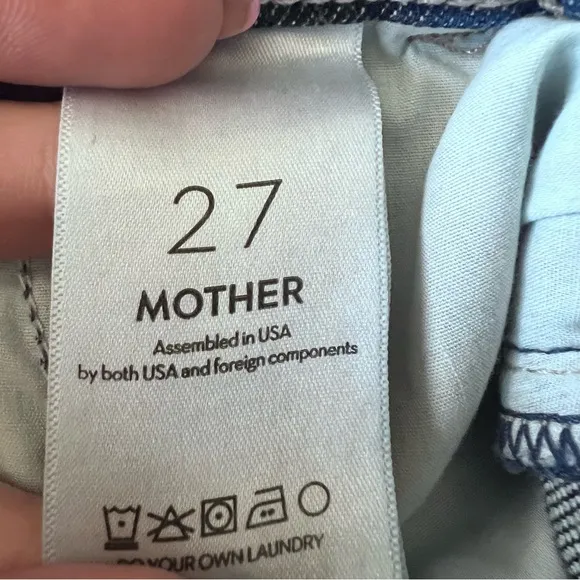 27
MOTHER
Assembled in USA
by both USA and foreign components
DO YOUR OWN LAUNDRY